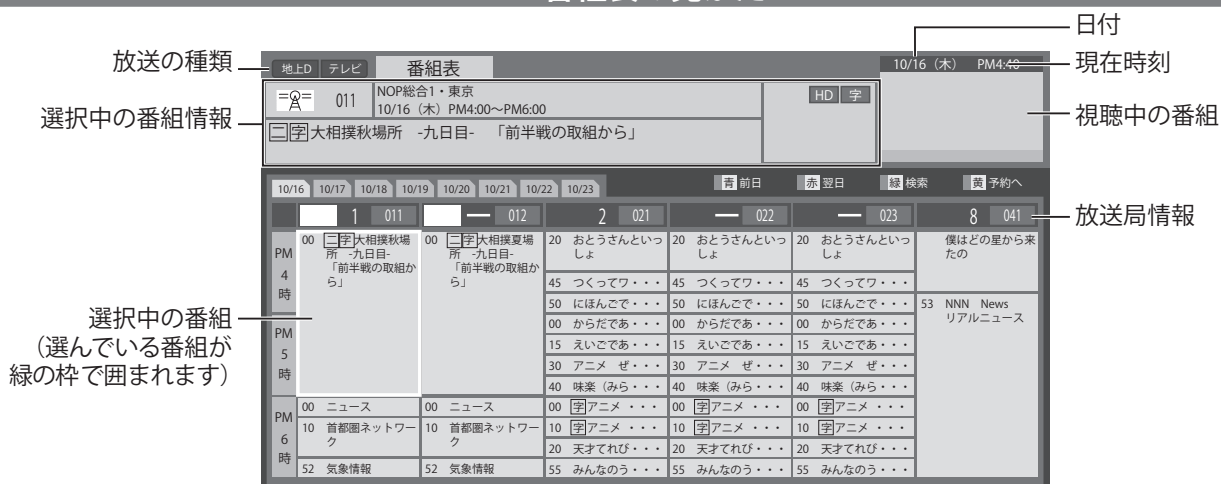 日付
放送の種類
地上D テレビ 番組表
10/16（木） PM4:40
現在時刻
選択中の番組情報
011 NOP総合1・東京
10/16（木）PM4:00〜PM6:00
HD 字
視聴中の番組
二字大相撲秋場所 -九日目- 「前半戦の取組から」
10/16 10/17 10/18 10/19 10/20 10/21 10/22 10/23
青 前日 赤 翌日 緑 検索 黄 予約へ
1 011 ― 012 2 021 ― 022 ― 023 8 041
放送局情報
PM
4
時
PM
5
時
PM
6
時
00 二字大相撲秋場
所 -九日目-
「前半戦の取組か
ら」
00 ニュース
10 首都圏ネットワー
ク
52 気象情報
00 二字大相撲夏場
所 -九日目-
「前半戦の取組か
ら」
00 ニュース
10 首都圏ネットワー
ク
52 気象情報
20 おとうさんといっ
しょ
45 つくってワ・・・
50 にほんごで・・・
00 からだであ・・・
15 えいごであ・・・
30 アニメ ぜ・・・
40 味楽（みら・・・
00 字アニメ ・・・
10 字アニメ ・・・
20 天才てれび・・・
55 みんなのう・・・
20 おとうさんといっ
しょ
45 つくってワ・・・
50 にほんごで・・・
00 からだであ・・・
15 えいごであ・・・
30 アニメ ぜ・・・
40 味楽（みら・・・
00 字アニメ ・・・
10 字アニメ ・・・
20 天才てれび・・・
55 みんなのう・・・
20 おとうさんといっ
しょ
45 つくってワ・・・
50 にほんごで・・・
00 からだであ・・・
15 えいごであ・・・
30 アニメ ぜ・・・
40 味楽（みら・・・
00 字アニメ ・・・
10 字アニメ ・・・
20 天才てれび・・・
55 みんなのう・・・
僕はどの星から来
たの
53 NNN News
リアルニュース
選択中の番組
（選んでいる番組が
緑の枠で囲まれます）